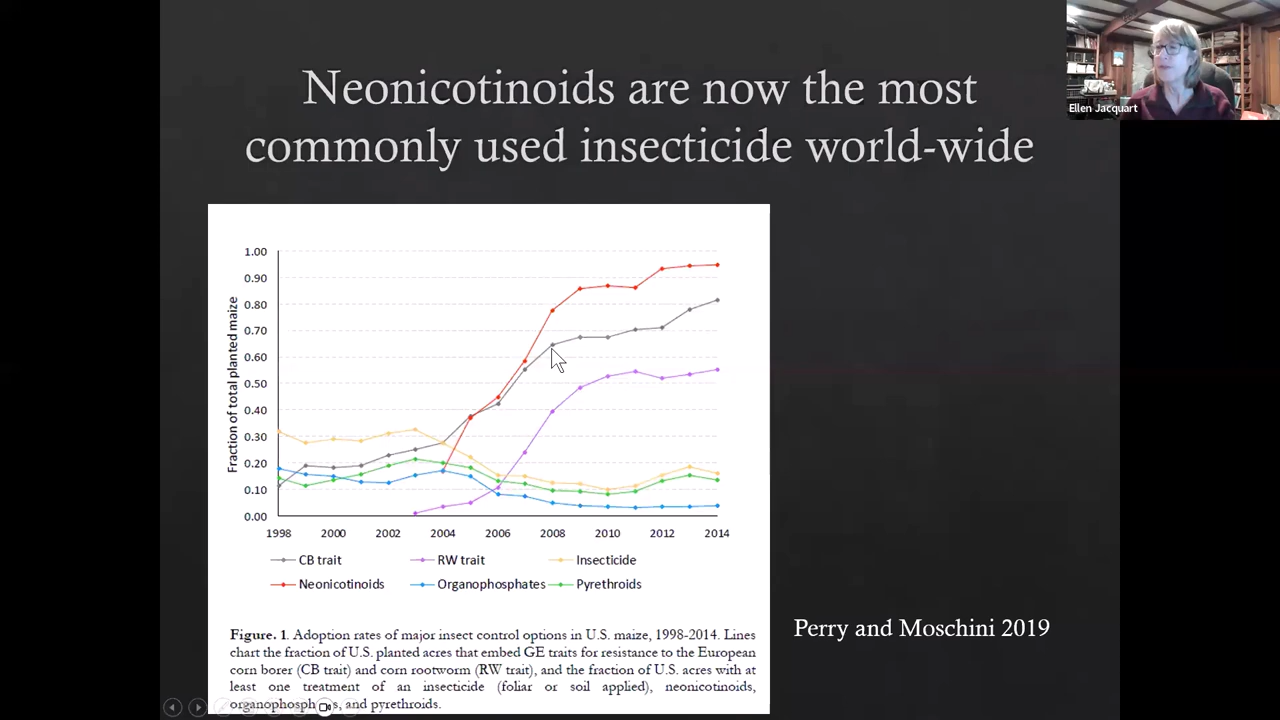 Neonicotinoids are now the most
commonly used insecticide world-wide
Ellen Jacquart
1.00
0.90
0.80
0.70
0.60
0.50
0.40
0.30
0.20
0.10
0.00
Fraction of total planted maize
1998 2000 2002 2004 2006 2008 2010 2012 2014
CB trait RW trait Insecticide
Neonicotinoids Organophosphates Pyrethroids
Figure. 1. Adoption rates of major insect control options in U.S. maize, 1998-2014. Lines
chart the fraction of U.S. planted acres that embed GE traits for resistance to the European
corn borer (CB trait) and corn rootworm (RW trait), and the fraction of U.S. acres with at
least one treatment of an insecticide (foliar or soil applied), neonicotinoids,
and pyrethroids.
Perry and Moschini 2019